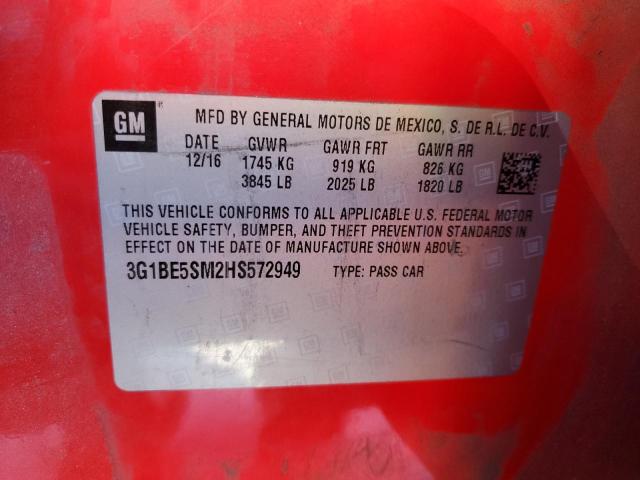 GM
MFD BY GENERAL MOTORS DE MEXICO, S. DE R.L. DE C.V.
DATE GVWR GAWR FRT GAWR RR
12/16 1745 KG 919 KG 826 KG
3845 LB 2025 LB 1820 LB
THIS VEHICLE CONFORMS TO ALL APPLICABLE U.S. FEDERAL MOTOR
VEHICLE SAFETY, BUMPER, AND THEFT PREVENTION STANDARDS IN
EFFECT ON THE DATE OF MANUFACTURE SHOWN ABOVE.
3G1BE5SM2HS572949 TYPE: PASS CAR